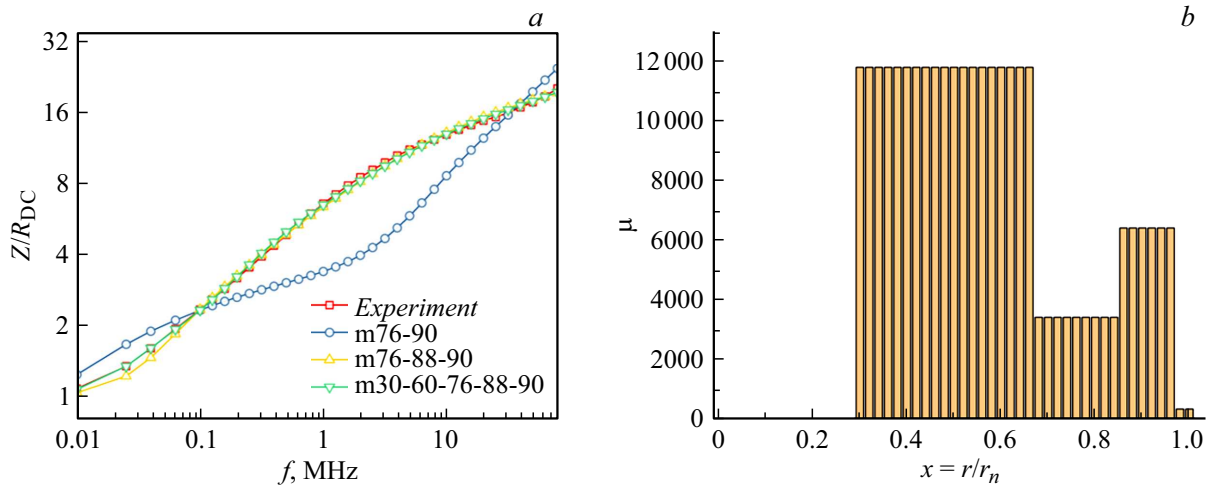 a
32
16
8
4
2
1
Z/R_DC
0.01
0.1
1
10
f, MHz
Experiment
m76-90
m76-88-90
m30-60-76-88-90
b
12 000
10 000
8000
6000
4000
2000
0
μ
0
0.2
0.4
0.6
0.8
1.0
x = r/r_n